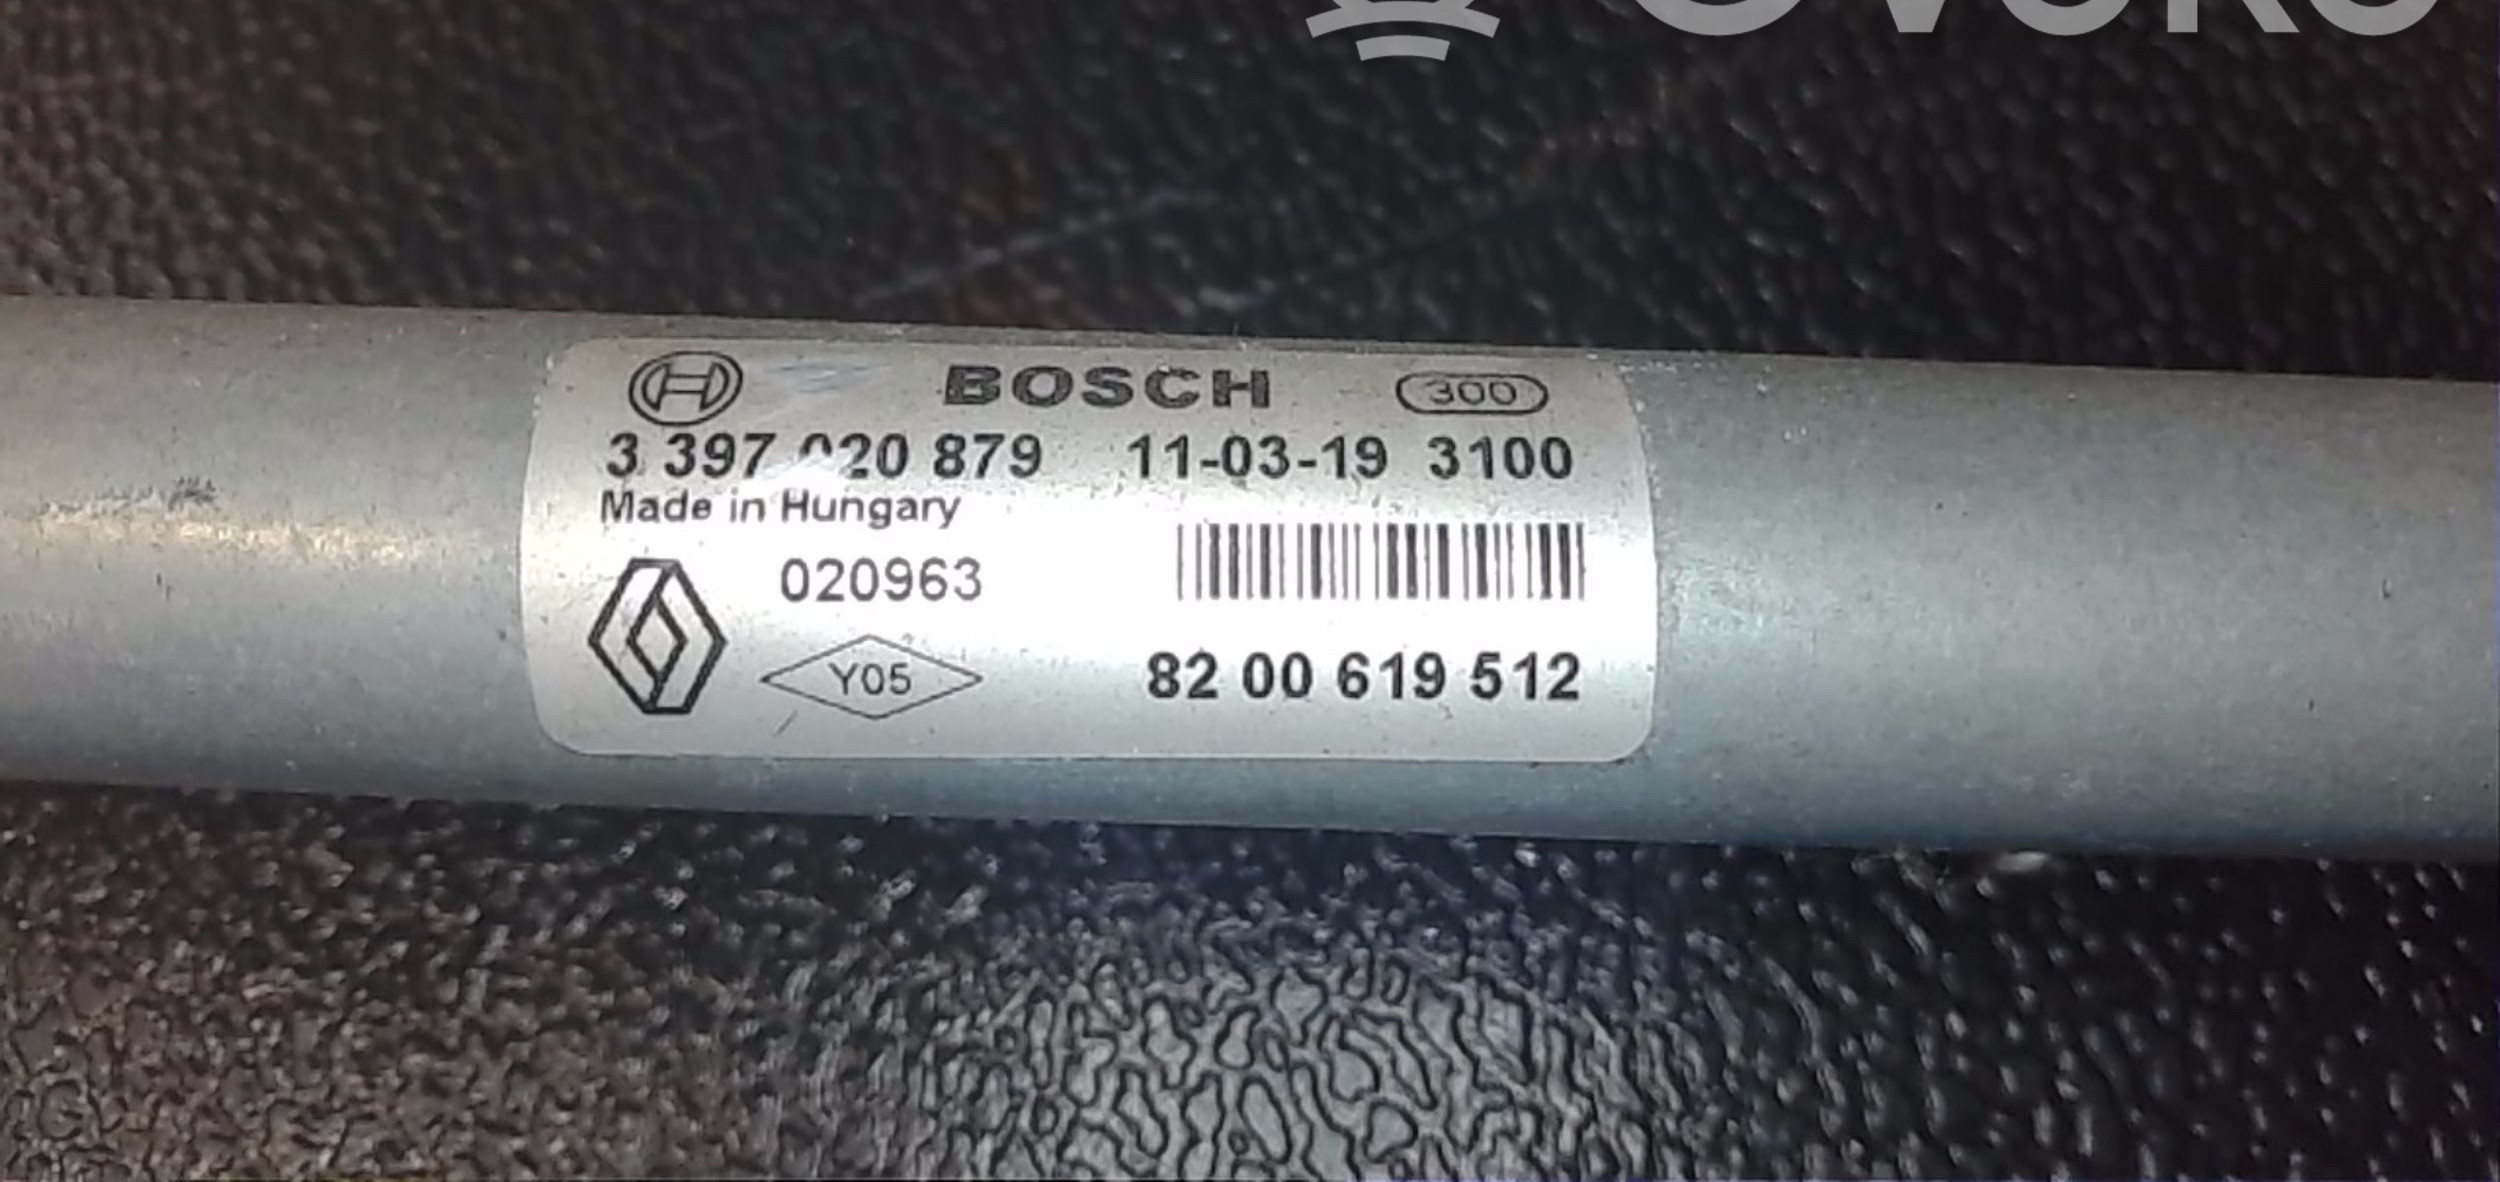 BOSCH 300
3 397 020 879 11-03-19 3100
Made in Hungary
020963
Y05
82 00 619 512